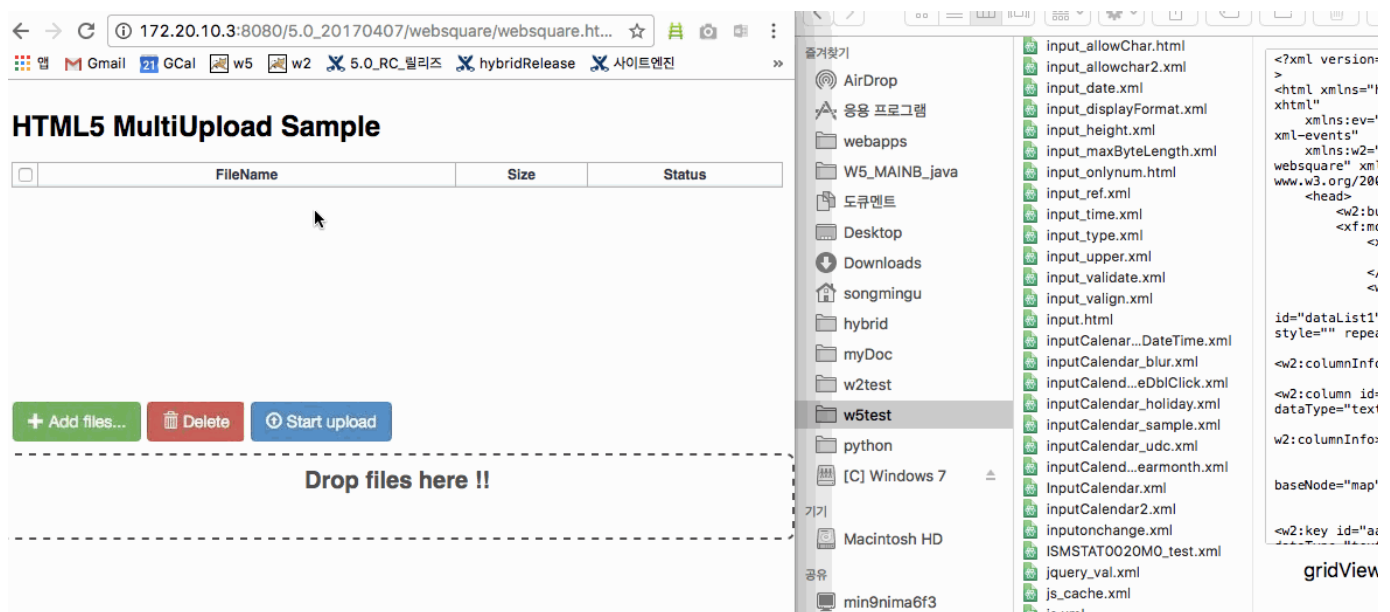 172.20.10.3:8080/5.0_20170407/websquare/websquare.ht...
앱 Gmail 21 GCal w5 w2 5.0_RC_릴리즈 hybridRelease 사이트엔진 »
HTML5 MultiUpload Sample
FileName Size Status
Add files... Delete Start upload
Drop files here !!
즐겨찾기
AirDrop
응용 프로그램
webapps
W5_MAINB_java
도큐멘트
Desktop
Downloads
songmingu
hybrid
myDoc
w2test
w5test
python
[C] Windows 7
기기
Macintosh HD
공유
min9nima6f3
input_allowChar.html
input_allowchar2.xml
input_date.xml
input_displayFormat.xml
input_height.xml
input_maxByteLength.xml
input_onlynum.html
input_ref.xml
input_time.xml
input_type.xml
input_upper.xml
input_validate.xml
input_valign.xml
input.html
inputCalenar...DateTime.xml
inputCalendar_blur.xml
inputCalend...eDblClick.xml
inputCalendar_holiday.xml
inputCalendar_sample.xml
inputCalendar_udc.xml
inputCalend...earmonth.xml
InputCalendar.xml
inputCalendar2.xml
inputonchange.xml
ISMSTAT0020M0_test.xml
jquery_val.xml
js_cache.xml
<?xml version=
>
<html xmlns="h
xhtml"
xmlns:ev="
xml-events"
xmlns:w2="
websquare" xml
www.w3.org/200
<head>
<w2:bu
<xf:mo
<x
</
<w
id="dataList1"
style="" repea
<w2:columnInfo
<w2:column id=
dataType="text
w2:columnInfo>
baseNode="map"
<w2:key id="aa
gridView